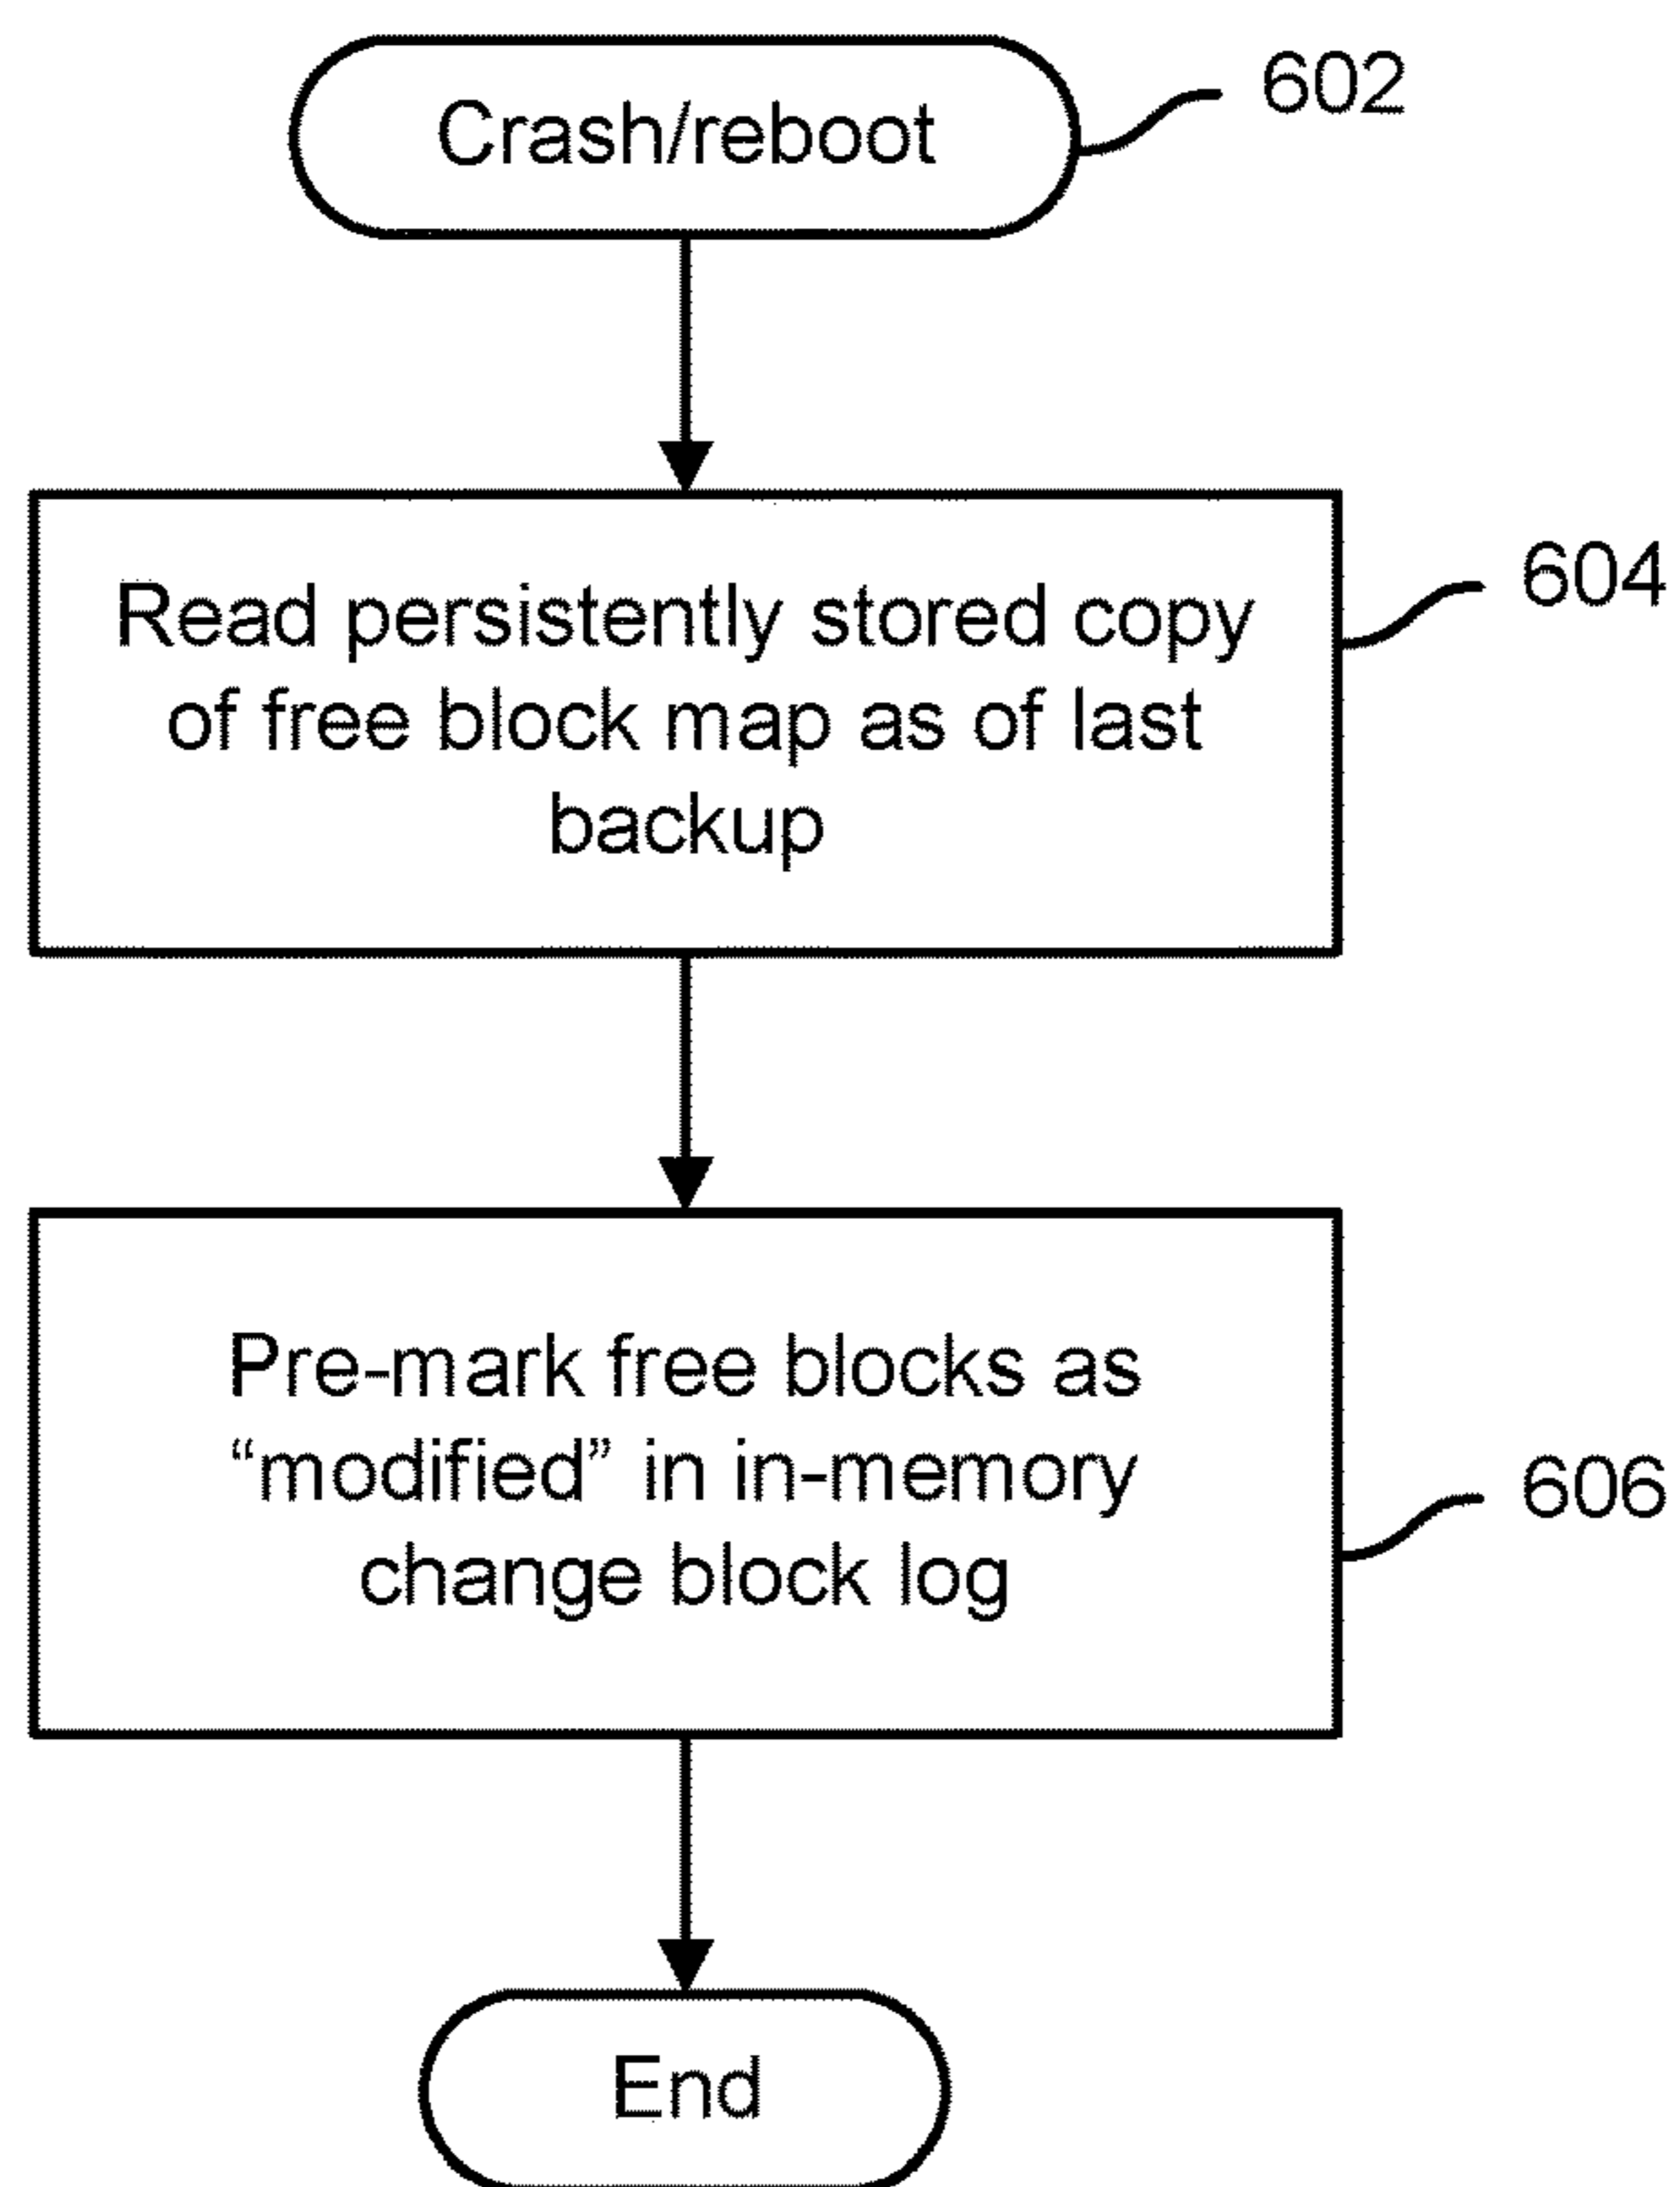 Crash/reboot
602
Read persistently stored copy
of free block map as of last
backup
604
Pre-mark free blocks as
“modified” in in-memory
change block log
606
End